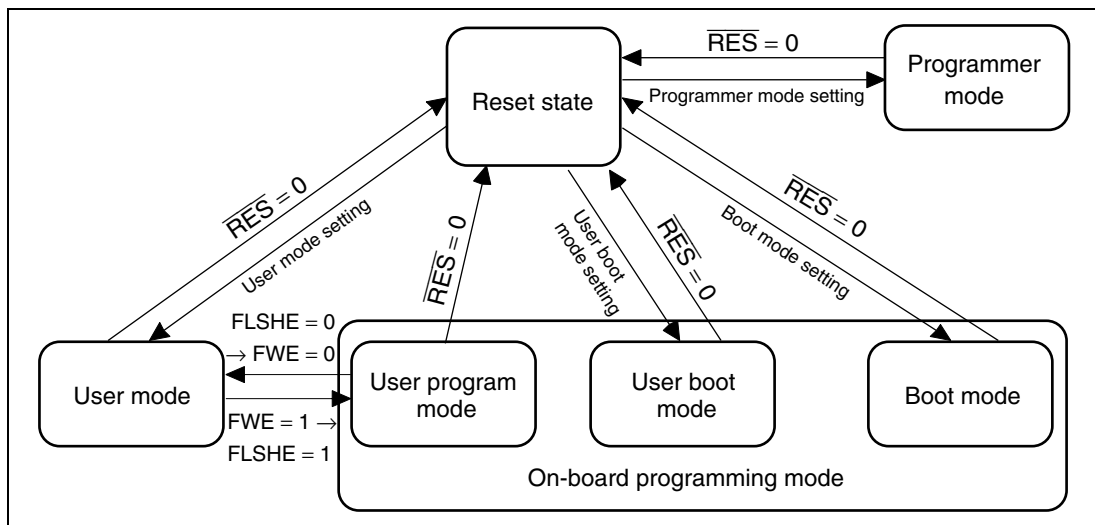 RES = 0
Programmer mode setting
Programmer
mode
Reset state
RES = 0
User mode setting
RES = 0
User boot
mode setting
RES = 0
Boot mode setting
RES = 0
FLSHE = 0
→ FWE = 0
FWE = 1 →
FLSHE = 1
User mode
User program
mode
User boot
mode
Boot mode
On-board programming mode